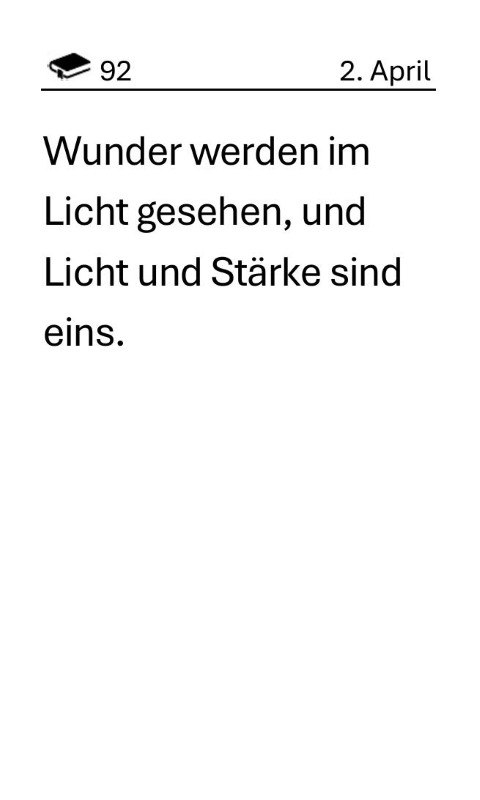 92 2. April
Wunder werden im
Licht gesehen, und
Licht und Stärke sind
eins.